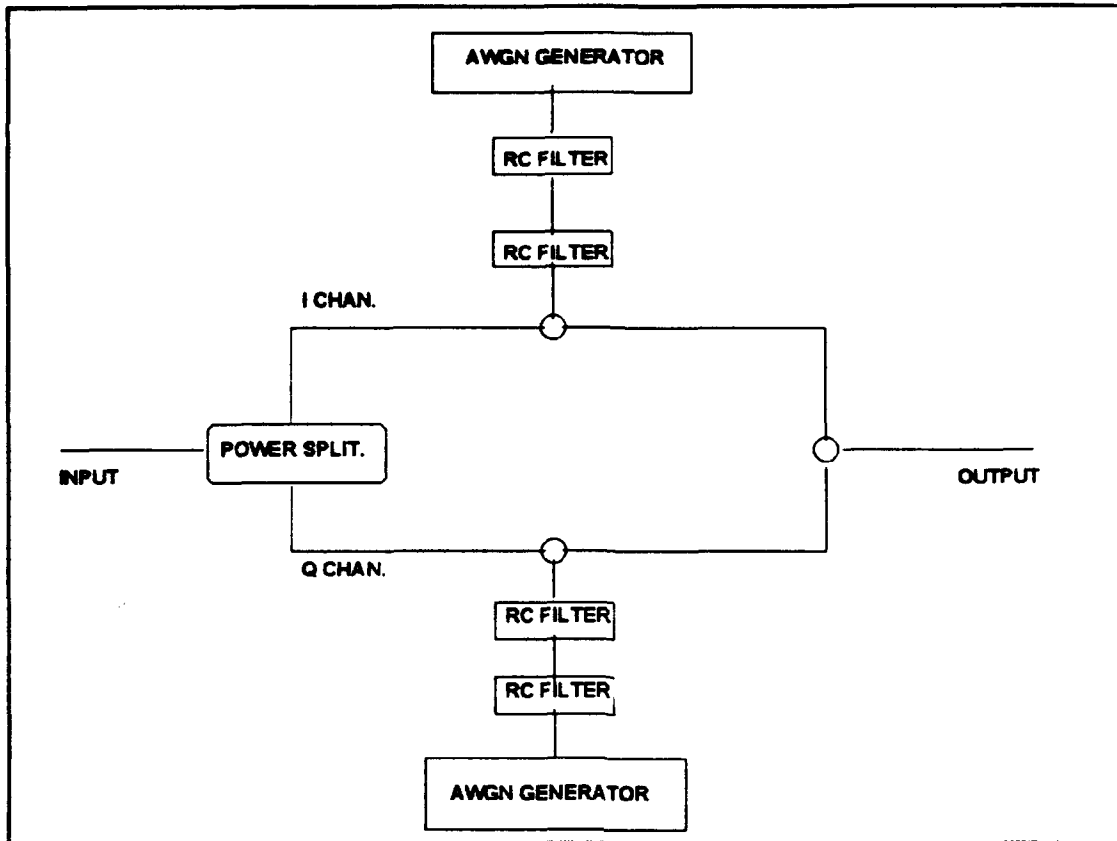 AWGN GENERATOR
RC FILTER
RC FILTER
I CHAN.
POWER SPLIT.
INPUT
OUTPUT
Q CHAN.
RC FILTER
RC FILTER
AWGN GENERATOR